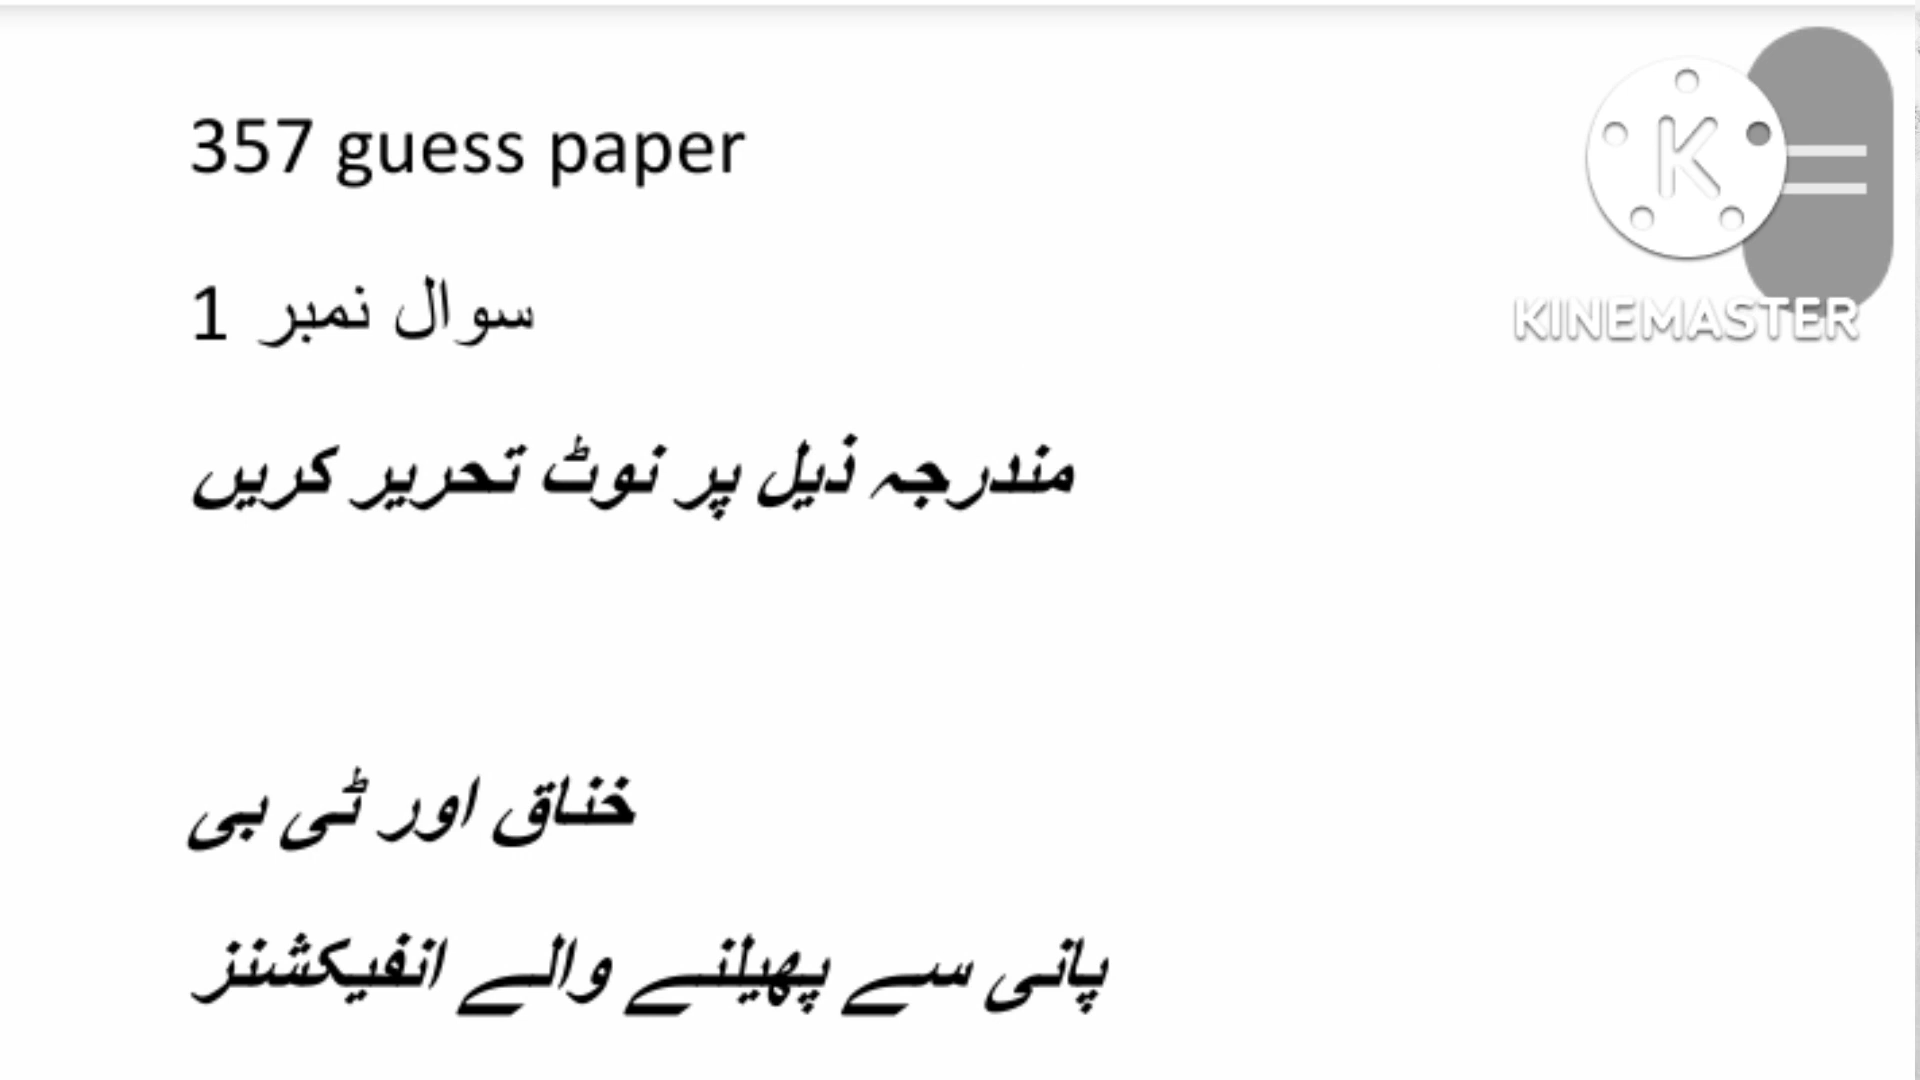 357 guess paper
سوال نمبر 1
مندرجہ ذیل پر نوٹ تحریر کریں
خناق اور ٹی بی
پانی سے پھیلنے والے انفیکشنز
K
KINEMASTER